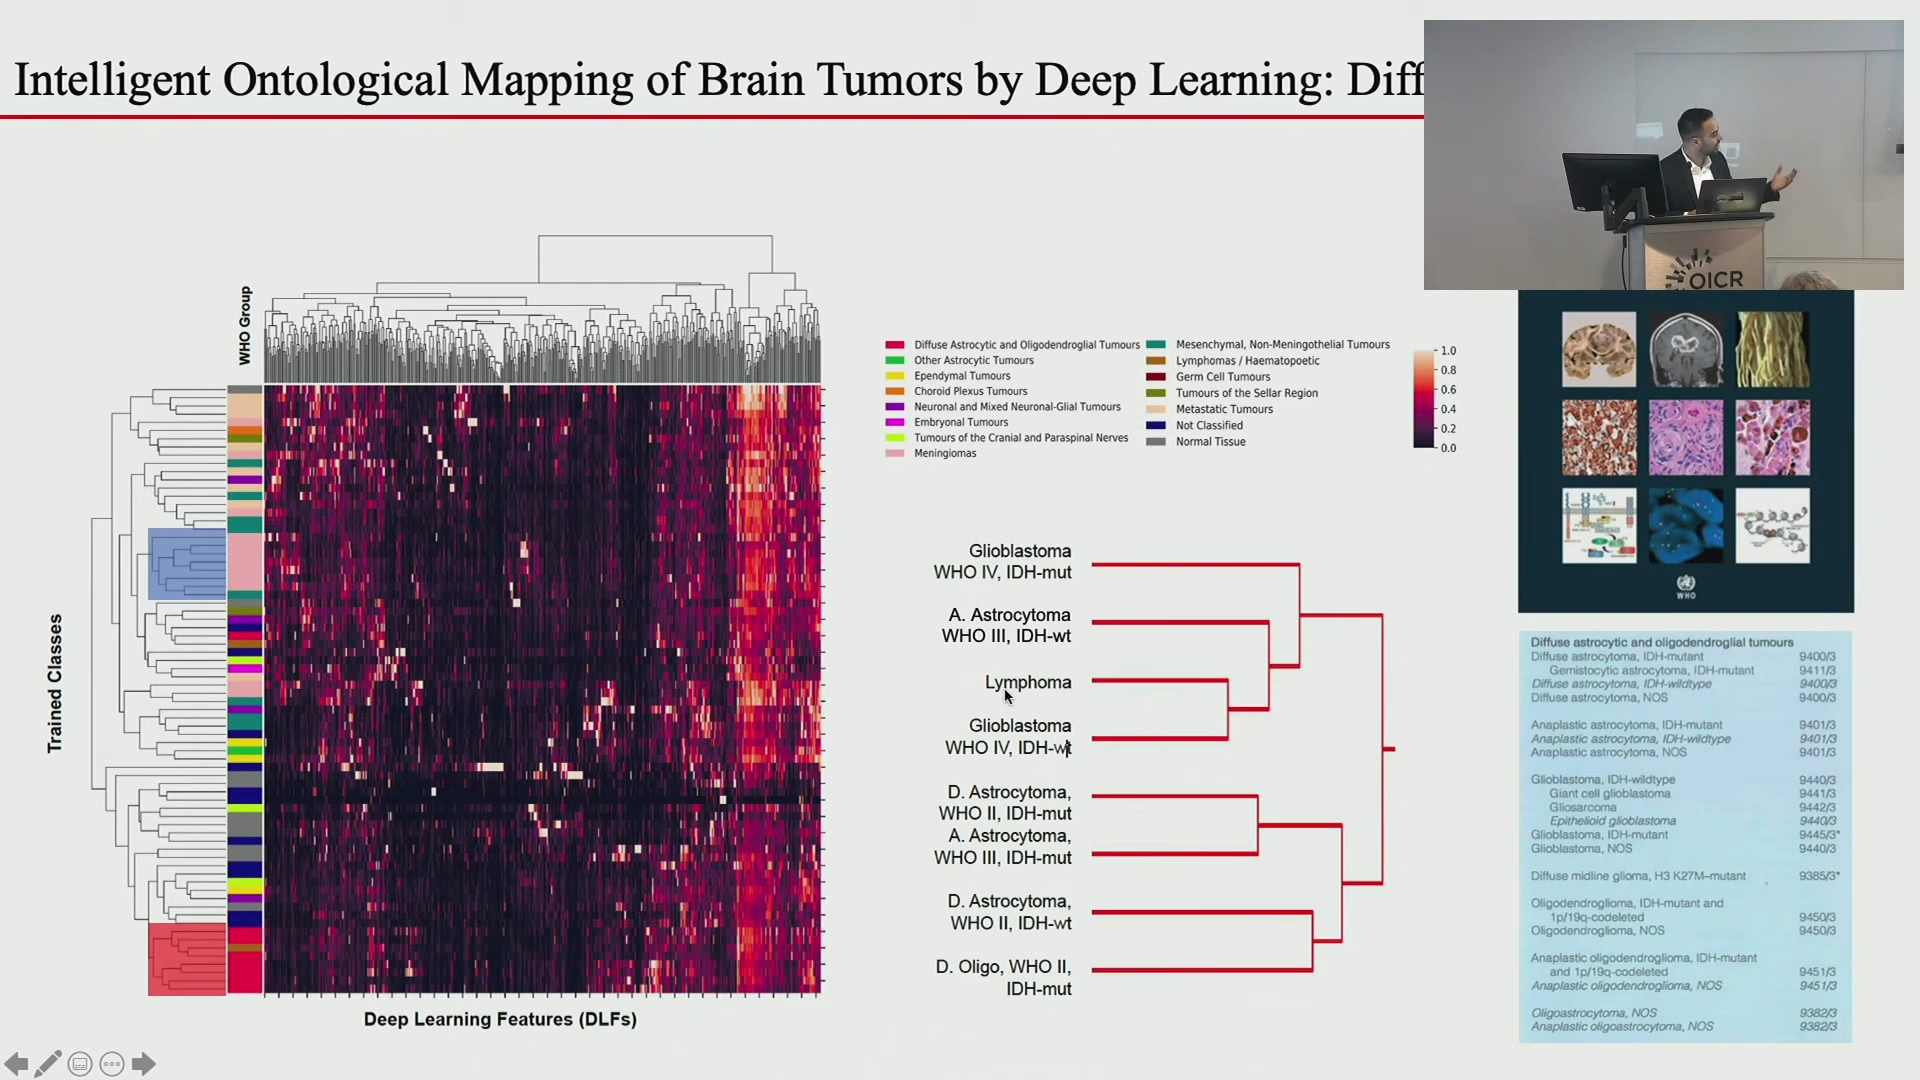 Intelligent Ontological Mapping of Brain Tumors by Deep Learning: Diff
OICR
WHO Group
Trained Classes
Deep Learning Features (DLFs)
Diffuse Astrocytic and Oligodendroglial Tumours
Other Astrocytic Tumours
Ependymal Tumours
Choroid Plexus Tumours
Neuronal and Mixed Neuronal-Glial Tumours
Embryonal Tumours
Tumours of the Cranial and Paraspinal Nerves
Meningiomas
Mesenchymal, Non-Meningothelial Tumours
Lymphomas / Haematopoetic
Germ Cell Tumours
Tumours of the Sellar Region
Metastatic Tumours
Not Classified
Normal Tissue
1.0
0.8
0.6
0.4
0.2
0.0
Glioblastoma
WHO IV, IDH-mut
A. Astrocytoma
WHO III, IDH-wt
Lymphoma
Glioblastoma
WHO IV, IDH-wt
D. Astrocytoma,
WHO II, IDH-mut
A. Astrocytoma,
WHO III, IDH-mut
D. Astrocytoma,
WHO II, IDH-wt
D. Oligo, WHO II,
IDH-mut
WHO
Diffuse astrocytic and oligodendroglial tumours
Diffuse astrocytoma, IDH-mutant 9400/3
Gemistocytic astrocytoma, IDH-mutant 9411/3
Diffuse astrocytoma, IDH-wildtype 9400/3
Diffuse astrocytoma, NOS 9400/3
Anaplastic astrocytoma, IDH-mutant 9401/3
Anaplastic astrocytoma, IDH-wildtype 9401/3
Anaplastic astrocytoma, NOS 9401/3
Glioblastoma, IDH-wildtype 9440/3
Giant cell glioblastoma 9441/3
Gliosarcoma 9442/3
Epithelioid glioblastoma 9440/3
Glioblastoma, IDH-mutant 9445/3*
Glioblastoma, NOS 9440/3
Diffuse midline glioma, H3 K27M–mutant 9385/3*
Oligodendroglioma, IDH-mutant and
1p/19q-codeleted 9450/3
Oligodendroglioma, NOS 9450/3
Anaplastic oligodendroglioma, IDH-mutant
and 1p/19q-codeleted 9451/3
Anaplastic oligodendroglioma, NOS 9451/3
Oligoastrocytoma, NOS 9382/3
Anaplastic oligoastrocytoma, NOS 9382/3